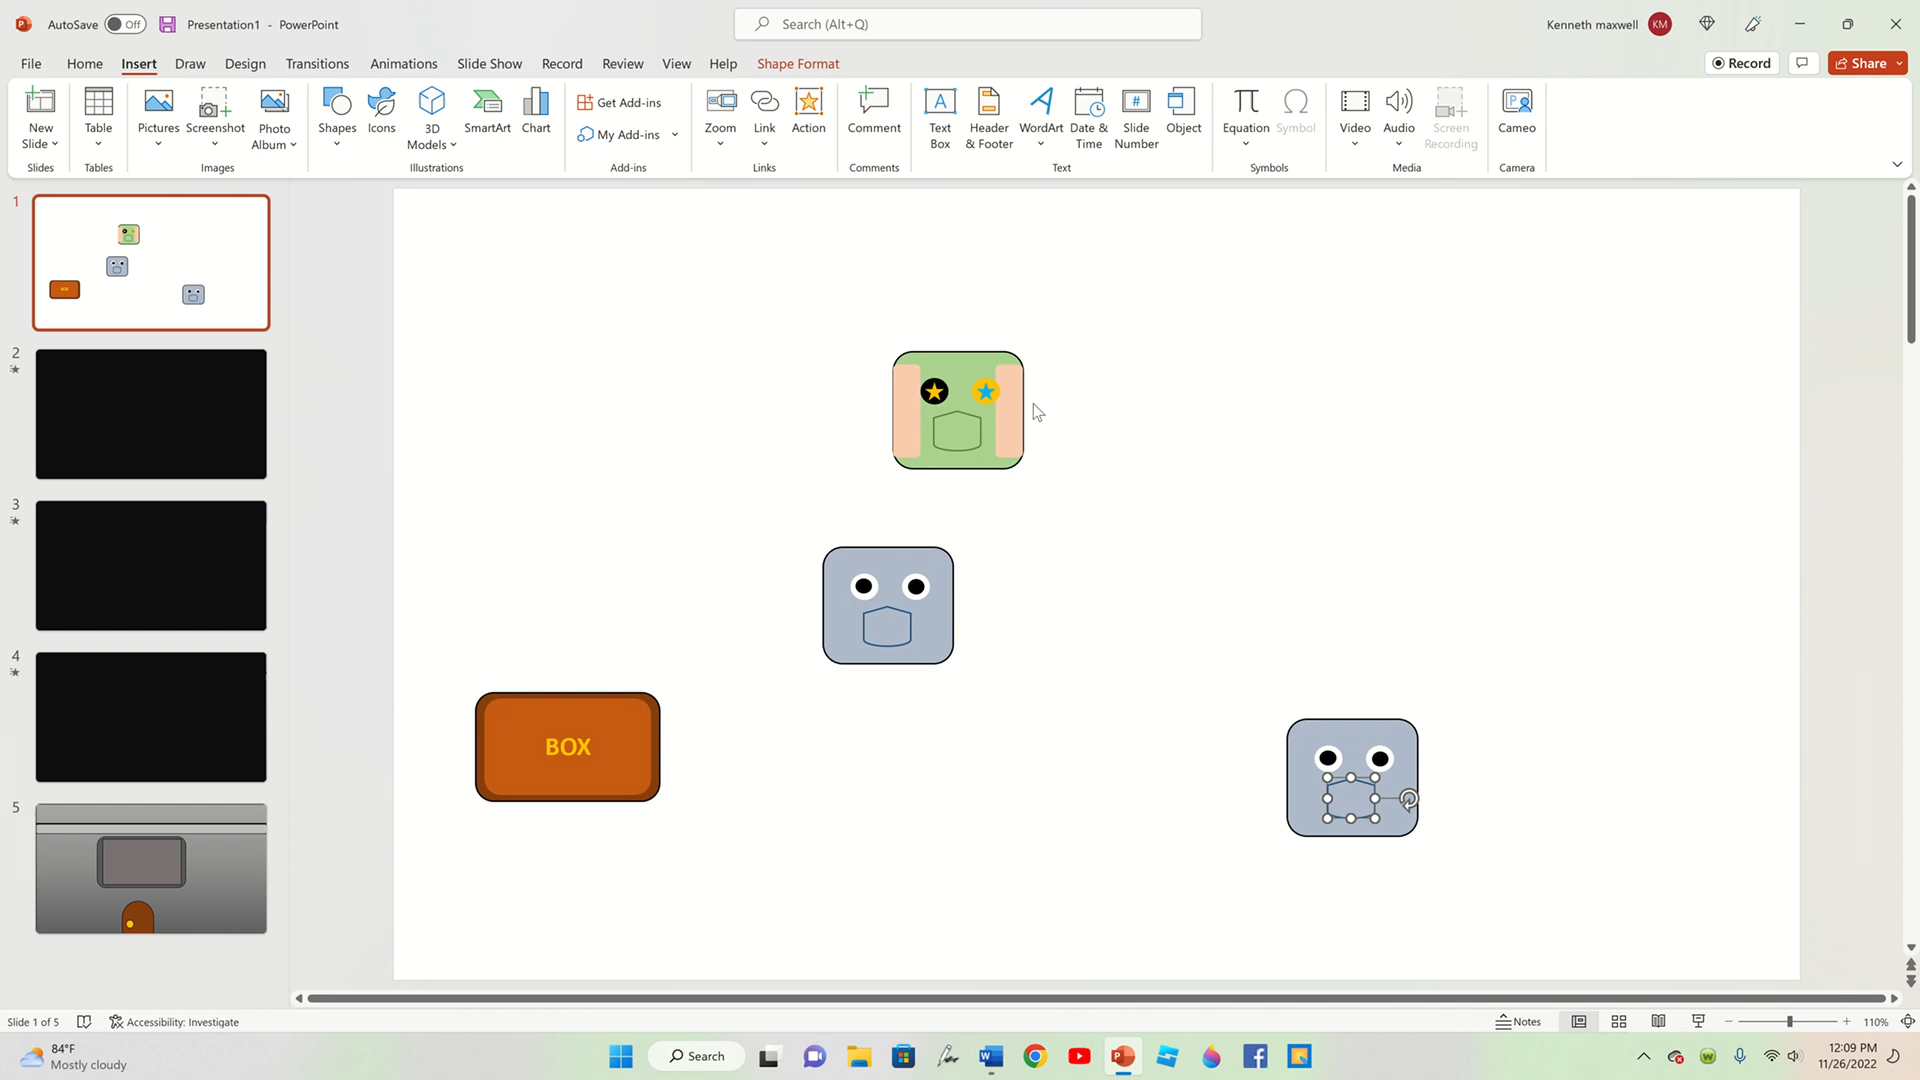 AutoSave Off Presentation1 - PowerPoint Search (Alt+Q) Kenneth maxwell KM
File Home Insert Draw Design Transitions Animations Slide Show Record Review View Help Shape Format Record Share
New Slide Table Pictures Screenshot Photo Album Shapes Icons 3D Models SmartArt Chart Get Add-ins My Add-ins Zoom Link Action Comment Text Box Header & Footer WordArt Date & Time Slide Number Object Equation Symbol Video Audio Screen Recording Cameo
Slides Tables Images Illustrations Add-ins Links Comments Text Symbols Media Camera
1
2
3
4
5
BOX
Slide 1 of 5 Accessibility: Investigate Notes 110%
84°F
Mostly cloudy
Search
12:09 PM
11/26/2022